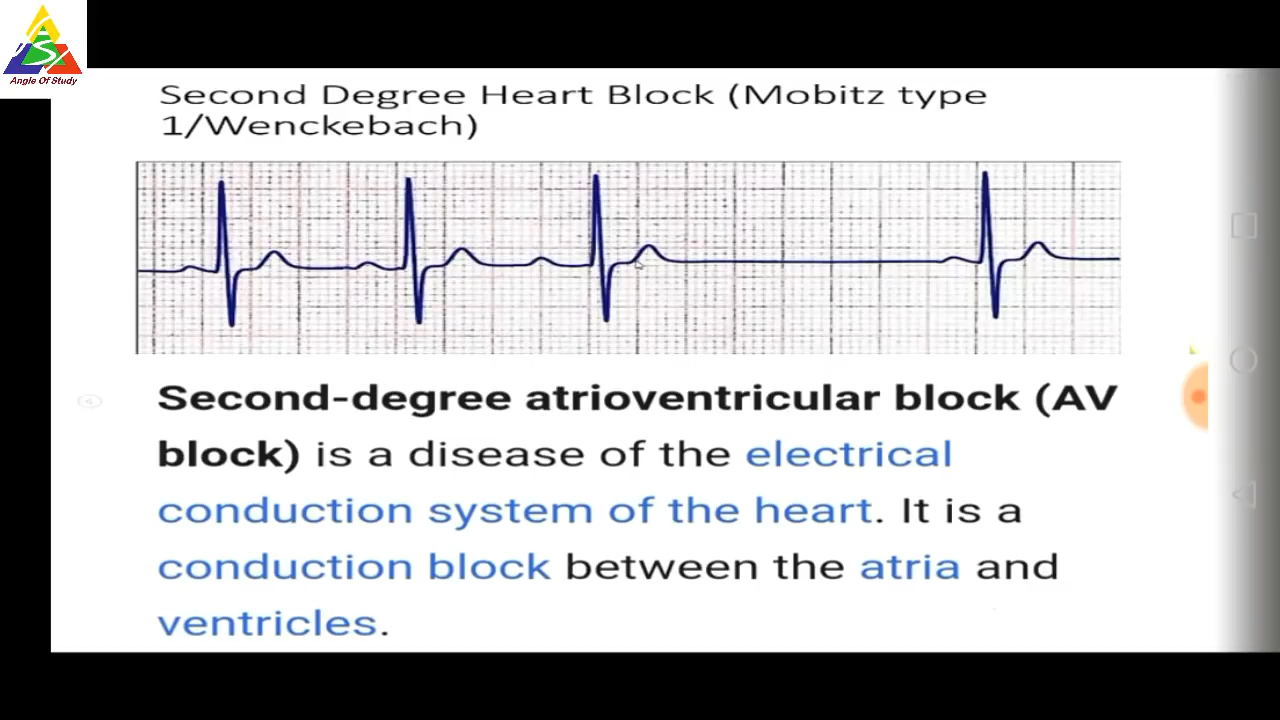 Angle Of Study
Second Degree Heart Block (Mobitz type
1/Wenckebach)
Second-degree atrioventricular block (AV
block) is a disease of the electrical
conduction system of the heart. It is a
conduction block between the atria and
ventricles.